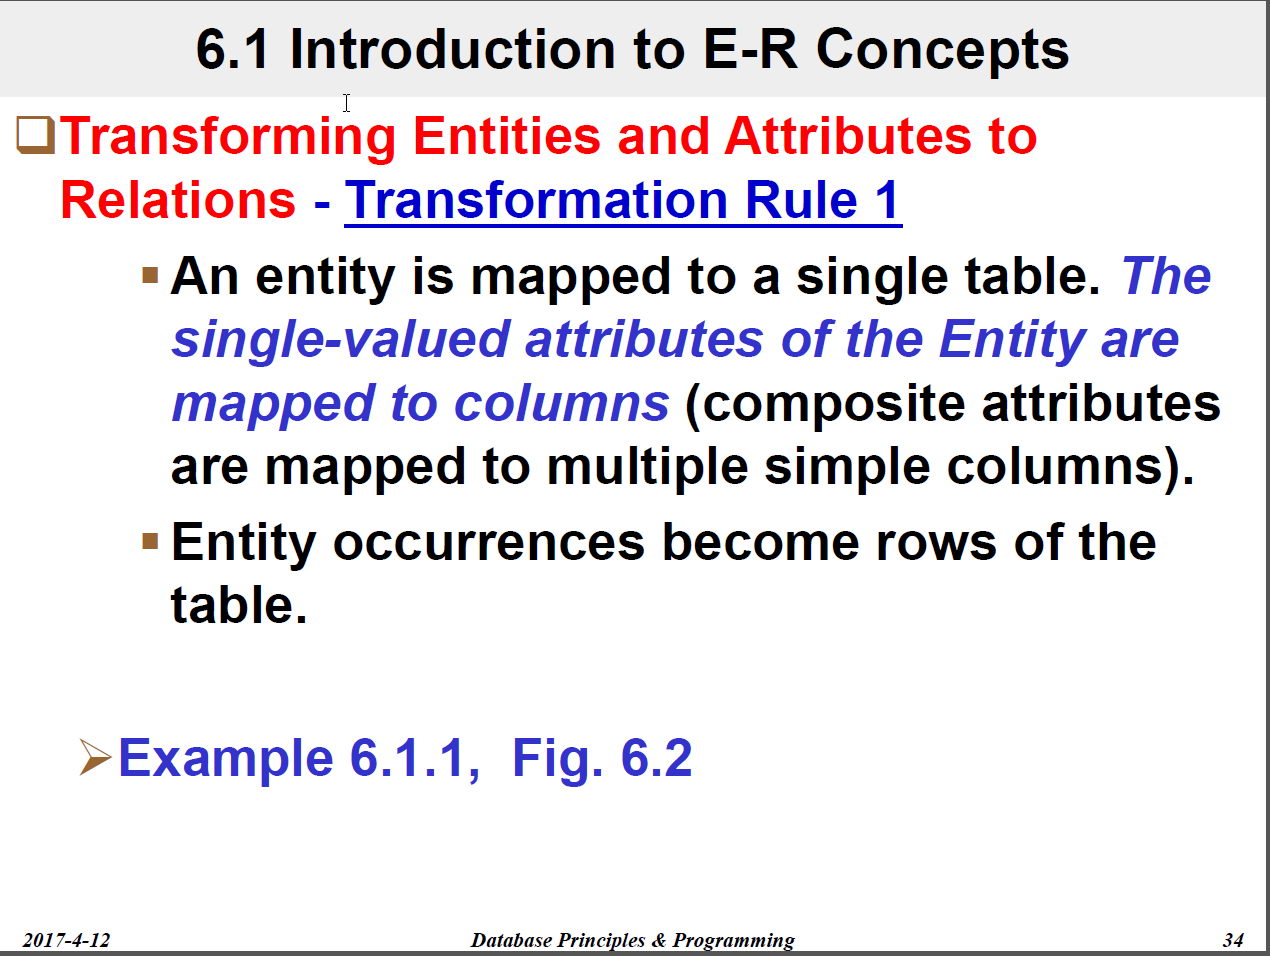 6.1 Introduction to E-R Concepts
Transforming Entities and Attributes to
Relations - Transformation Rule 1
An entity is mapped to a single table. The
single-valued attributes of the Entity are
mapped to columns (composite attributes
are mapped to multiple simple columns).
Entity occurrences become rows of the
table.
Example 6.1.1, Fig. 6.2
2017-4-12 Database Principles & Programming 34